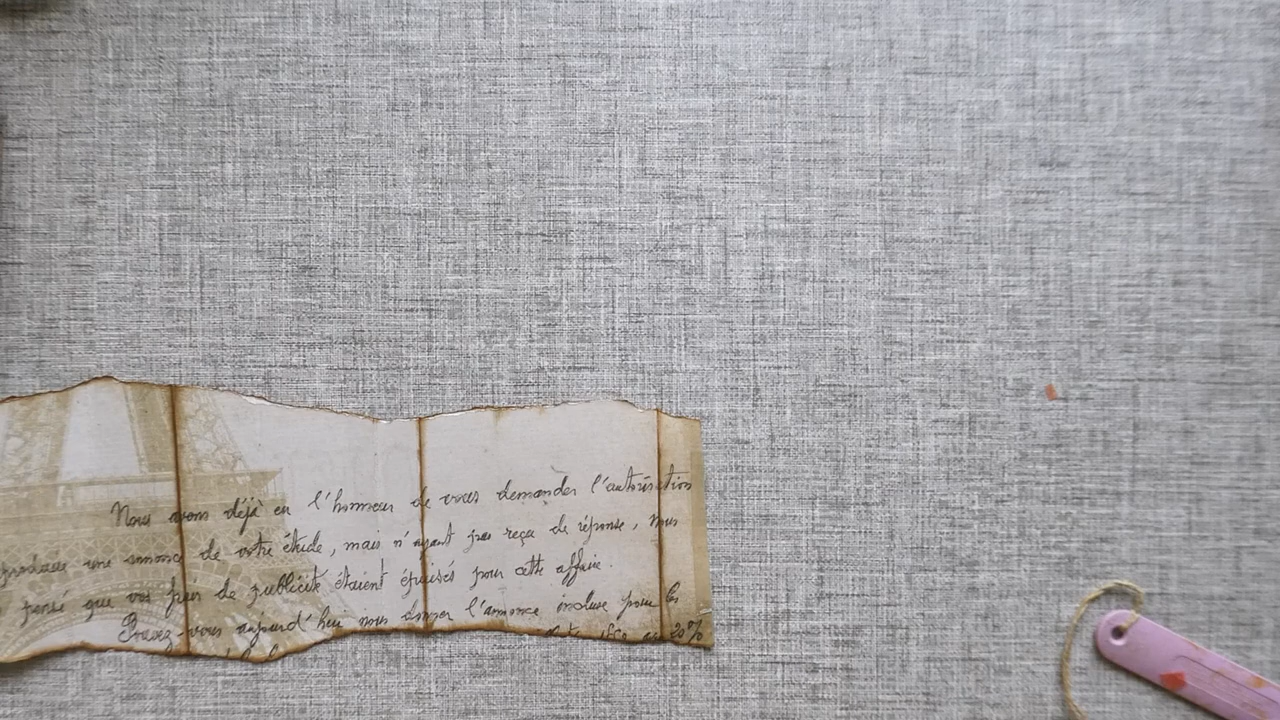 Nous avons déjà eu l'honneur de vous demander l'autorisation
produire une annonce de votre étude, mais n'ayant pas reçu de réponse, nous
pensé que vos frais de publicité étaient épuisés pour cette affaire.
Pouvez-vous aujourd'hui nous donner l'annonce incluse pour les
20%